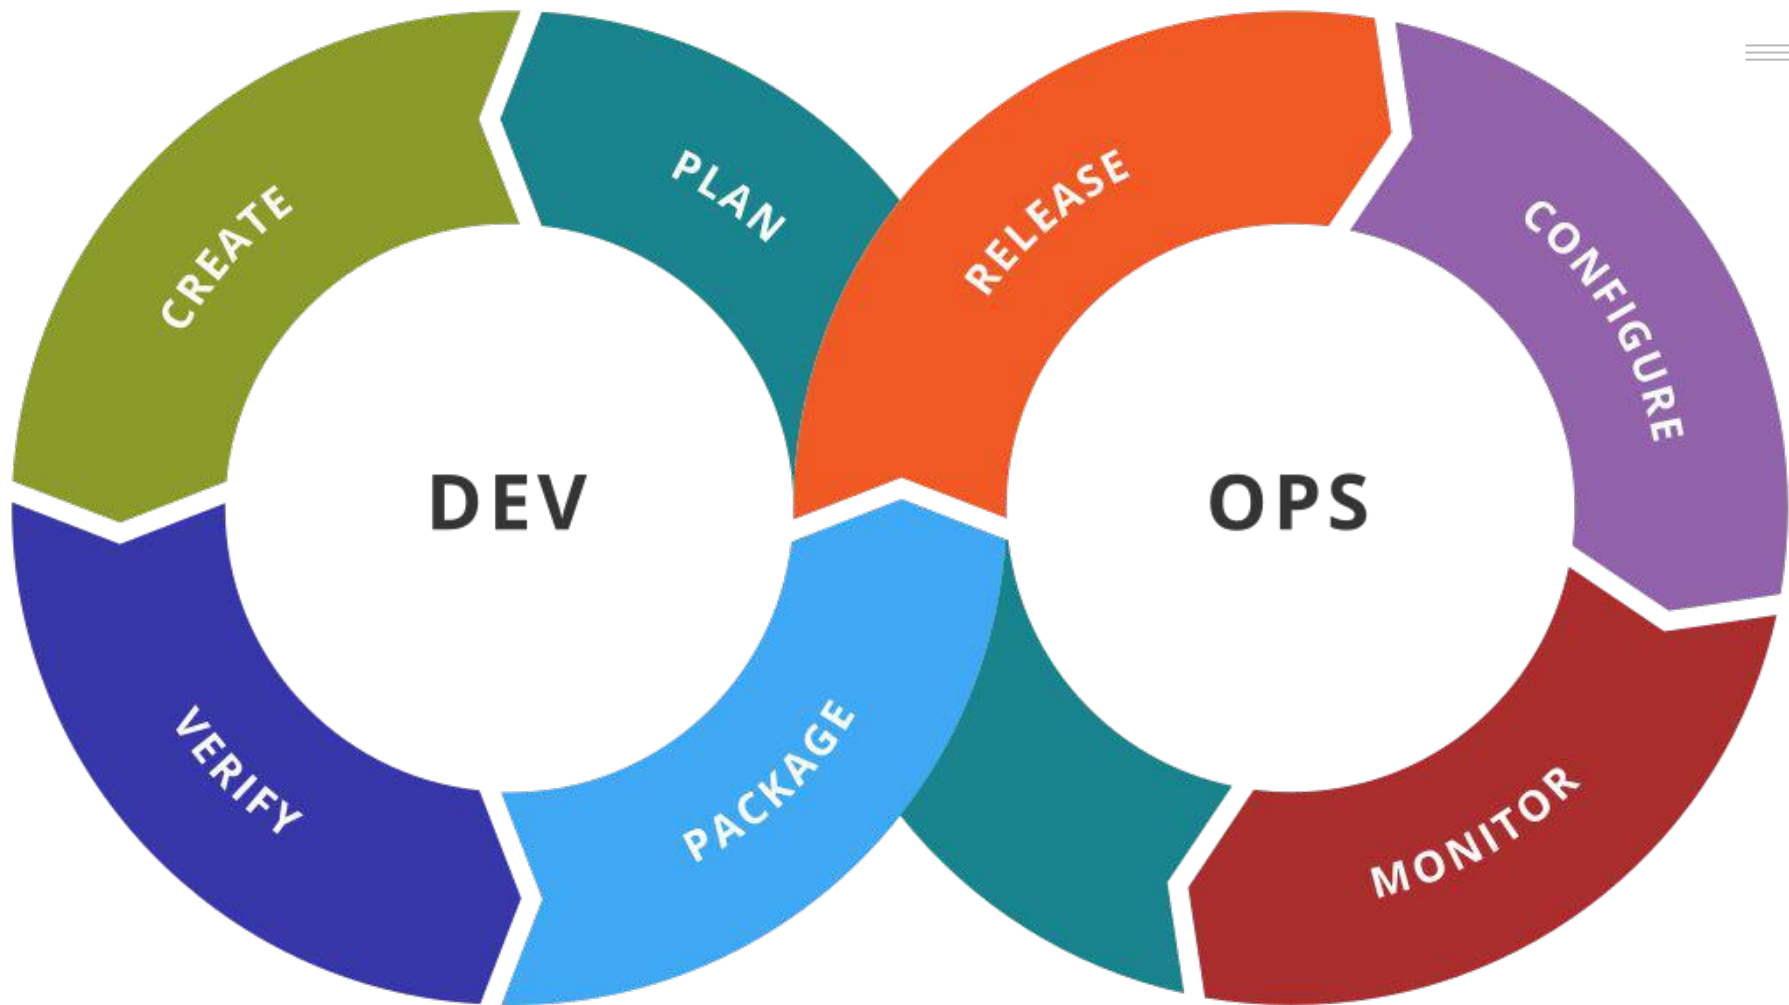 CREATE
PLAN
RELEASE
CONFIGURE
DEV
OPS
VERIFY
PACKAGE
MONITOR